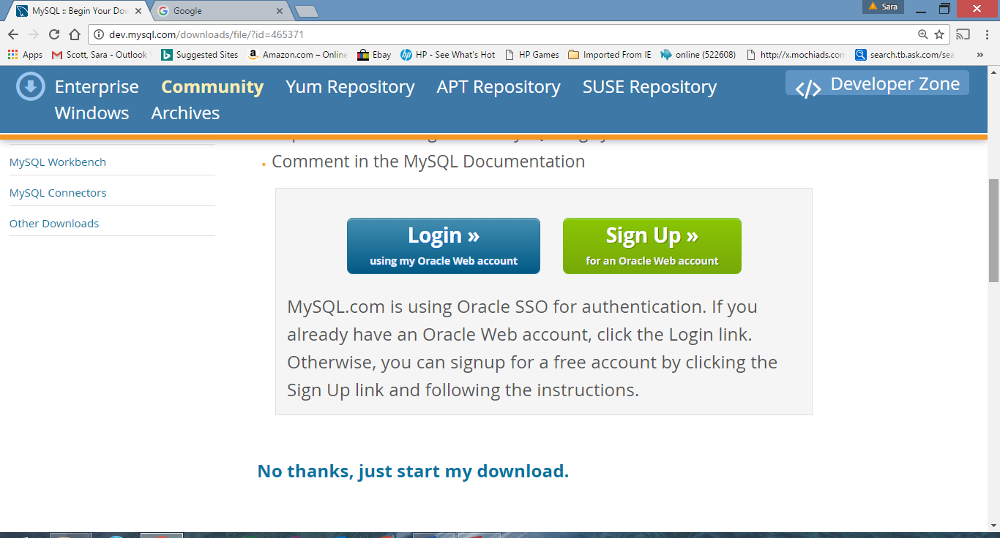 MySQL :: Begin Your Dow
Google
Sara
dev.mysql.com/downloads/file/?id=465371
Apps
Scott, Sara - Outlook
Suggested Sites
Amazon.com – Online
Ebay
HP - See What's Hot
HP Games
Imported From IE
online (522608)
http://x.mochiads.com
search.tb.ask.com/sea
»
Enterprise Community Yum Repository APT Repository SUSE Repository
Windows Archives
</> Developer Zone
MySQL Workbench
MySQL Connectors
Other Downloads
Comment in the MySQL Documentation
Login »
using my Oracle Web account
Sign Up »
for an Oracle Web account
MySQL.com is using Oracle SSO for authentication. If you
already have an Oracle Web account, click the Login link.
Otherwise, you can signup for a free account by clicking the
Sign Up link and following the instructions.
No thanks, just start my download.